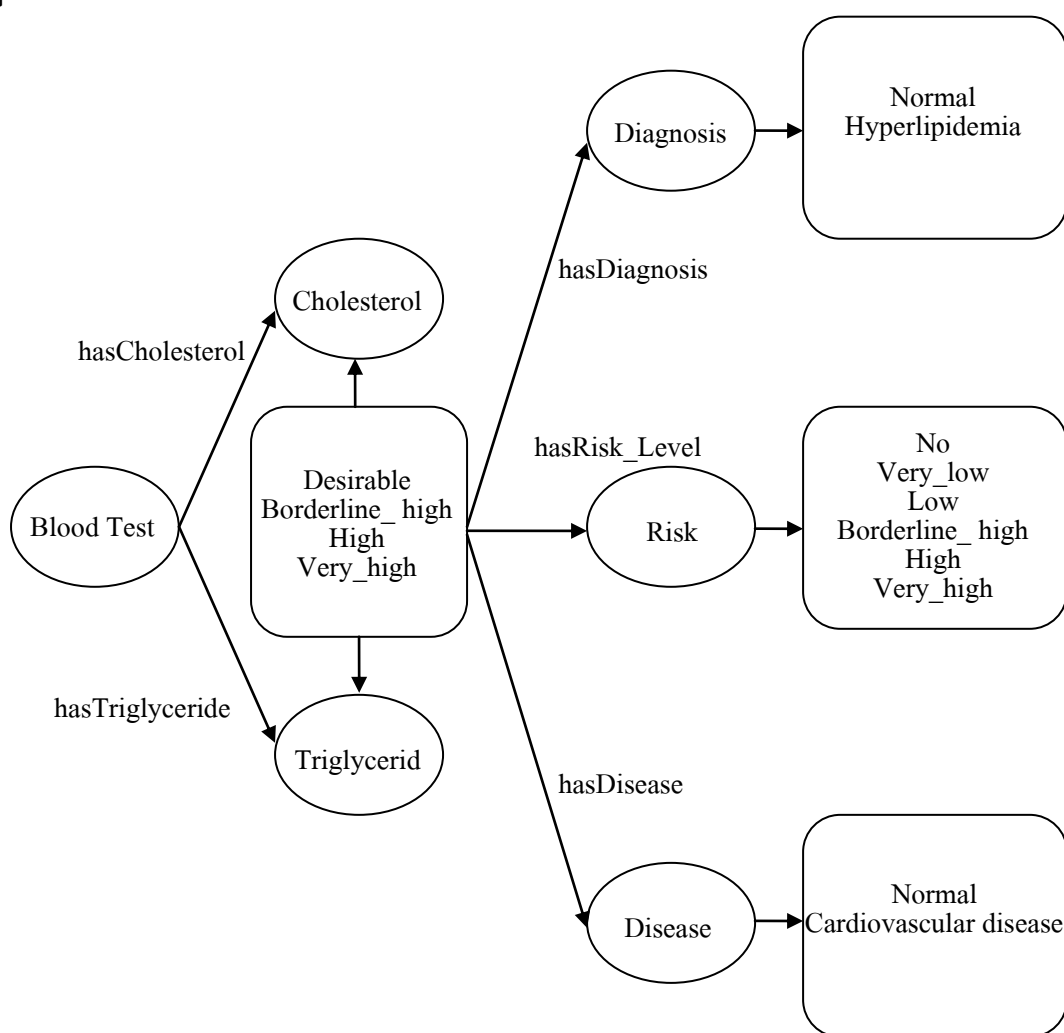 Normal
Hyperlipidemia
Diagnosis
hasDiagnosis
Cholesterol
hasCholesterol
Desirable
Borderline_ high
High
Very_high
Blood Test
hasRisk_Level
Risk
No
Very_low
Low
Borderline_ high
High
Very_high
hasTriglyceride
Triglycerid
hasDisease
Disease
Normal
Cardiovascular disease